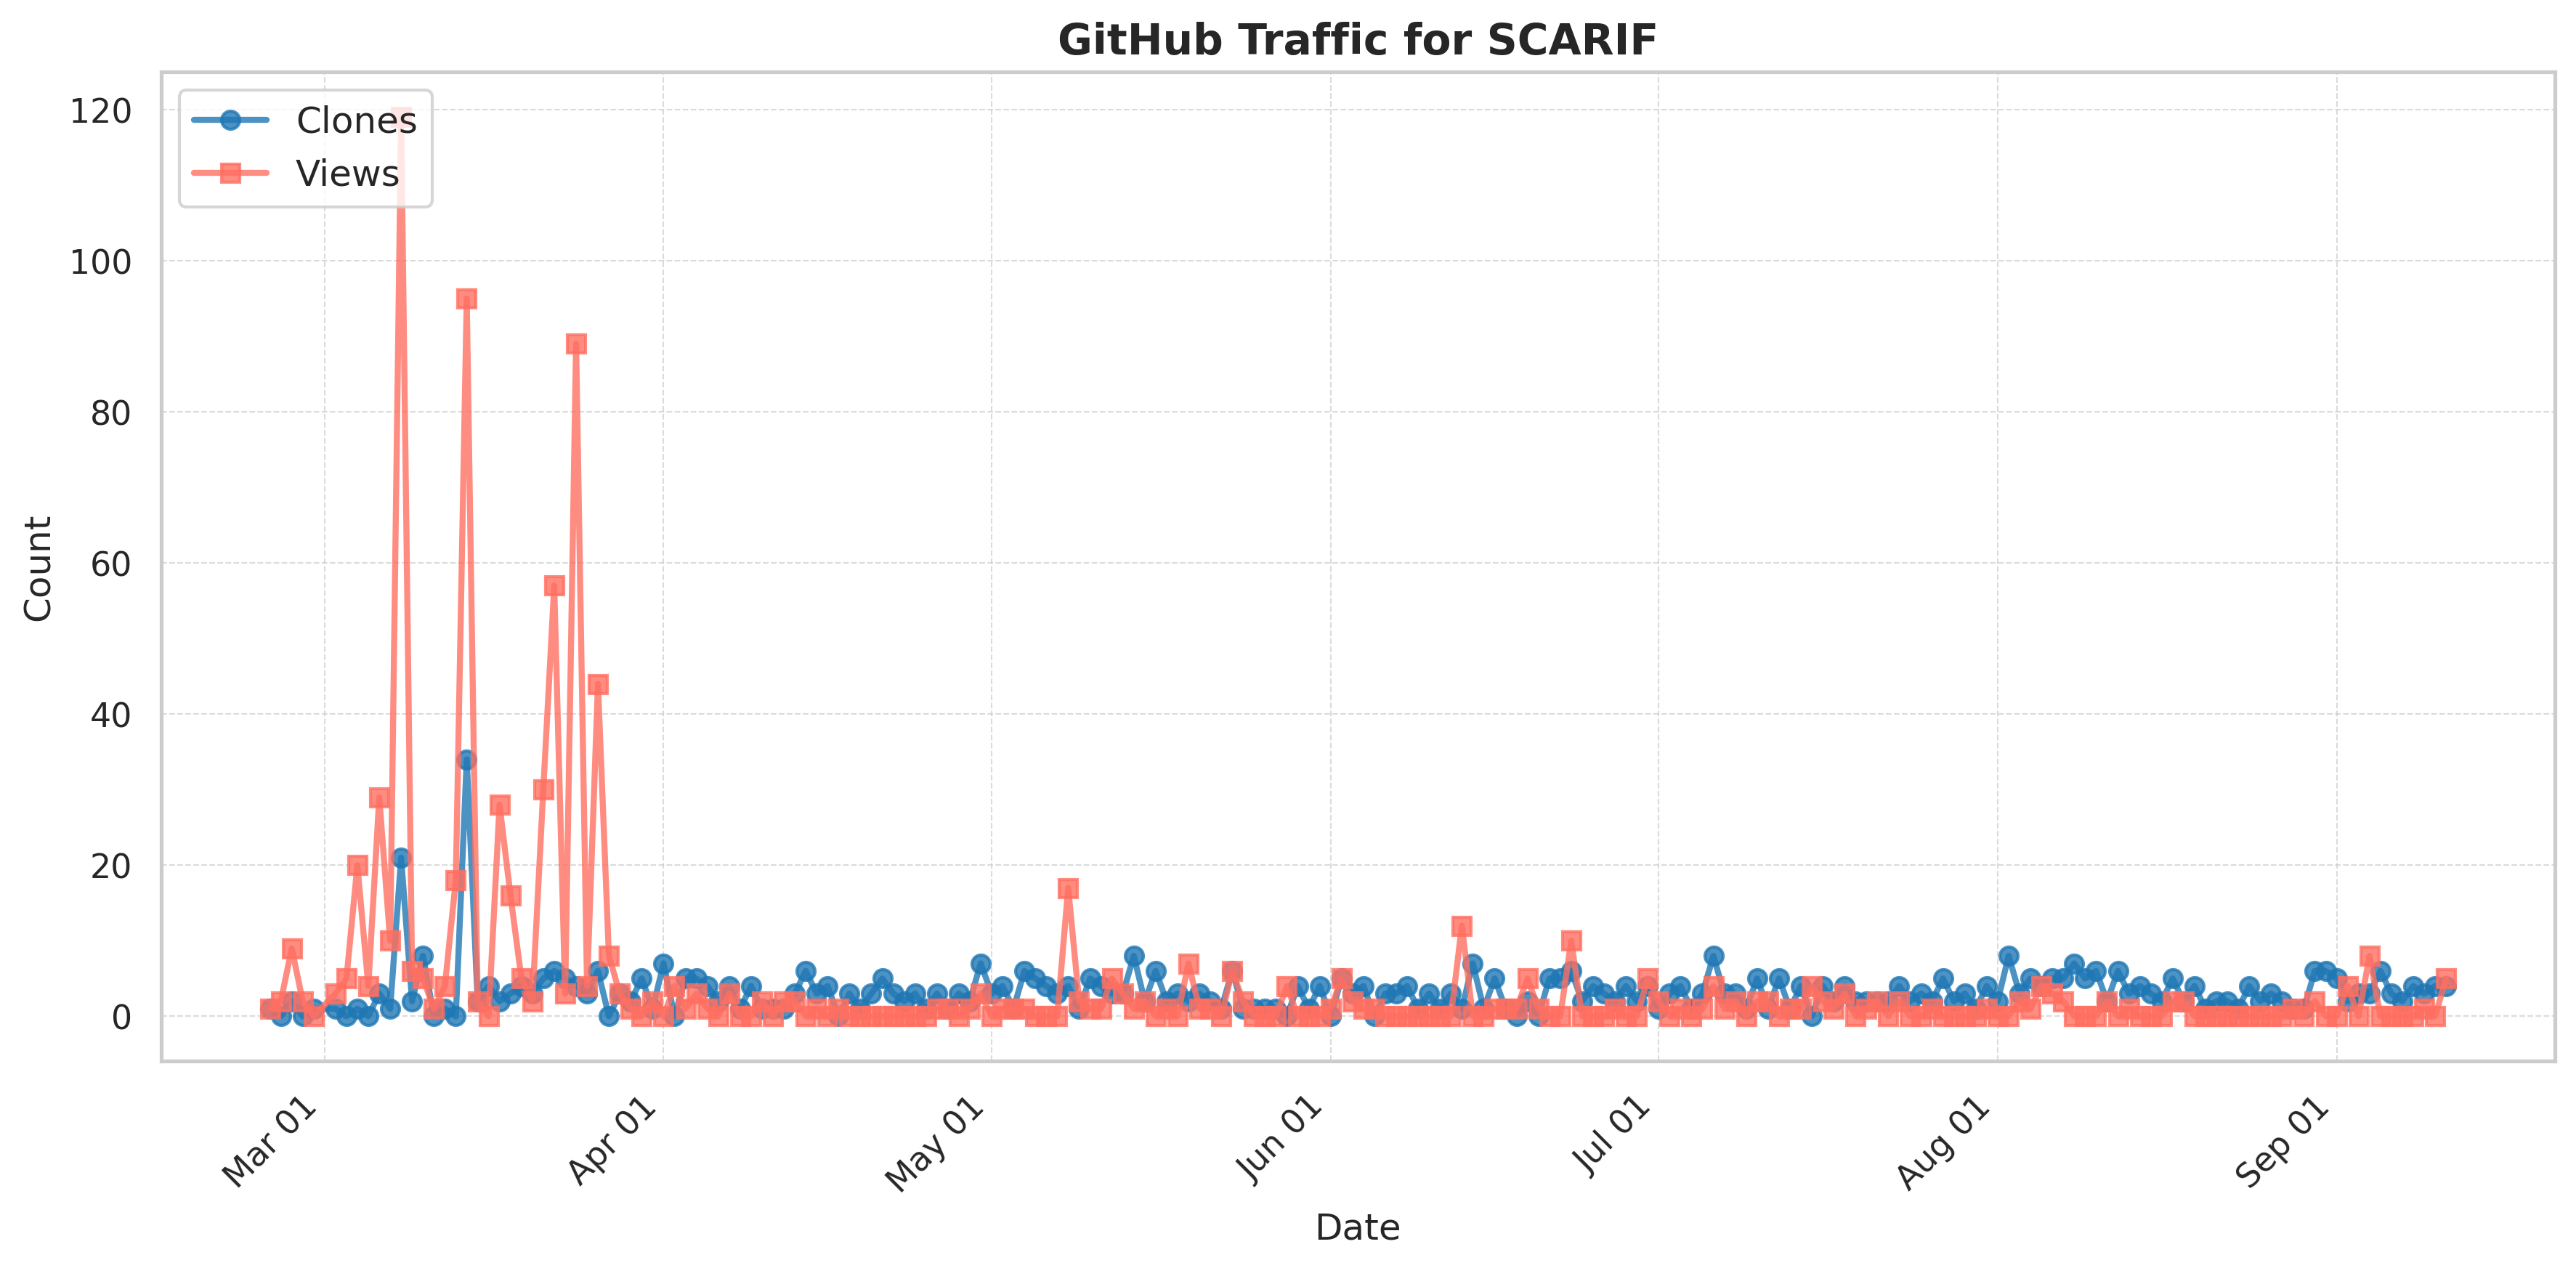 GitHub Traffic for SCARIF
Clones
Views
120
100
80
60
40
20
0
Count
Mar 01
Apr 01
May 01
Jun 01
Jul 01
Aug 01
Sep 01
Date